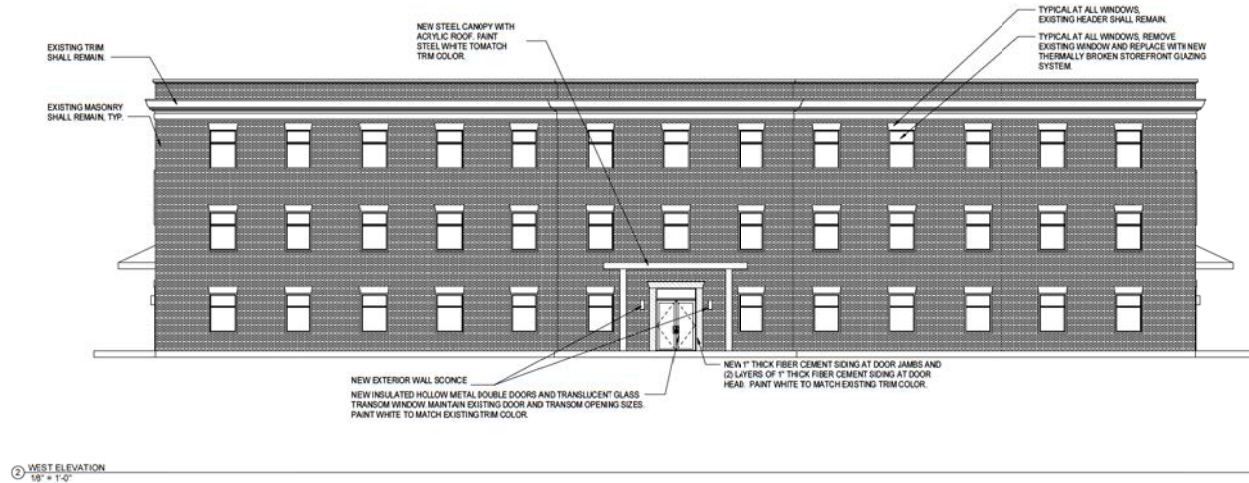 NEW STEEL CANOPY WITH
ACRYLIC ROOF. PAINT
STEEL WHITE TOMATCH
TRIM COLOR.
TYPICAL AT ALL WINDOWS,
EXISTING HEADER SHALL REMAIN.
TYPICAL AT ALL WINDOWS, REMOVE
EXISTING WINDOW AND REPLACE WITH NEW
THERMALLY BROKEN STOREFRONT GLAZING
SYSTEM.
EXISTING TRIM
SHALL REMAIN.
EXISTING MASONRY
SHALL REMAIN, TYP.
NEW EXTERIOR WALL SCONCE
NEW INSULATED HOLLOW METAL DOUBLE DOORS AND TRANSLUCENT GLASS
TRANSOM WINDOW. MAINTAIN EXISTING DOOR AND TRANSOM OPENING SIZES.
PAINT WHITE TO MATCH EXISTING TRIM COLOR.
NEW 1" THICK FIBER CEMENT SIDING AT DOOR JAMBS AND
(2) LAYERS OF 1" THICK FIBER CEMENT SIDING AT DOOR
HEAD. PAINT WHITE TO MATCH EXISTING TRIM COLOR.
2 WEST ELEVATION
1/8" = 1'-0"